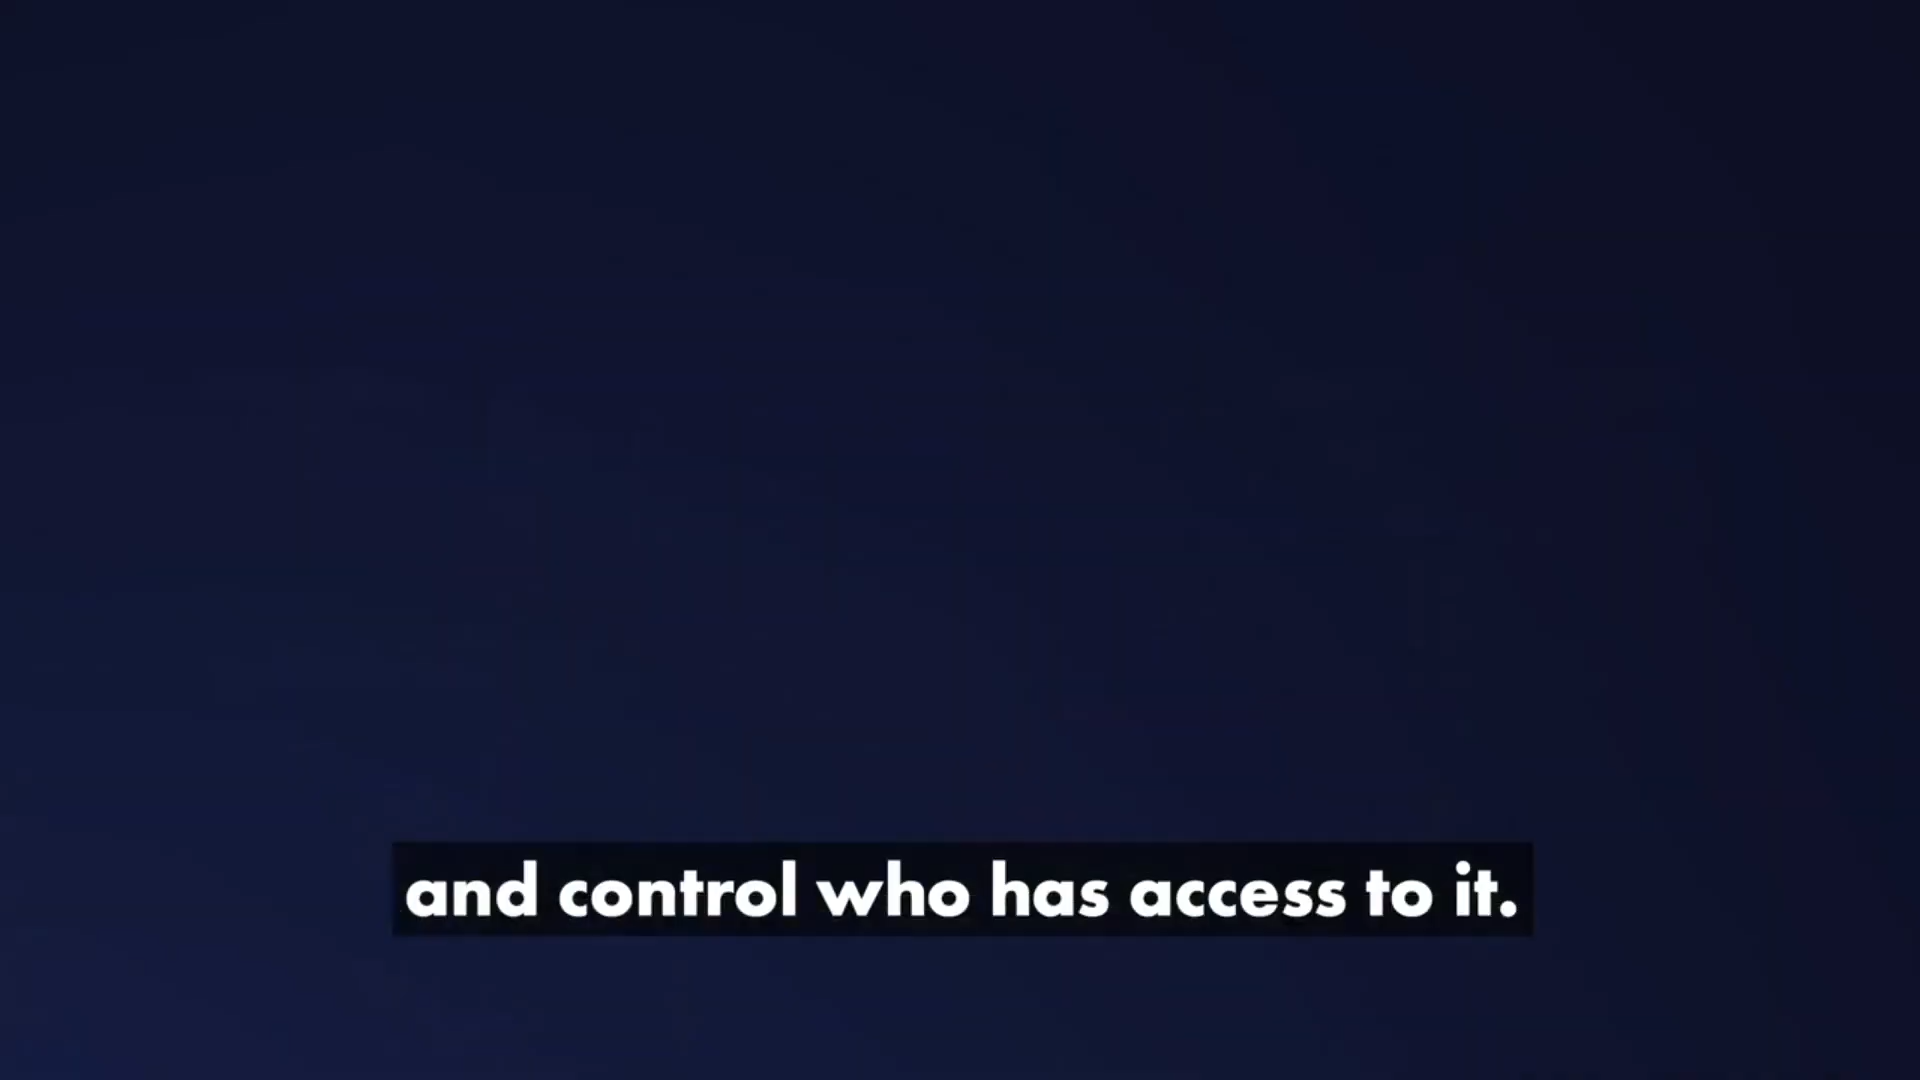 and control who has access to it.